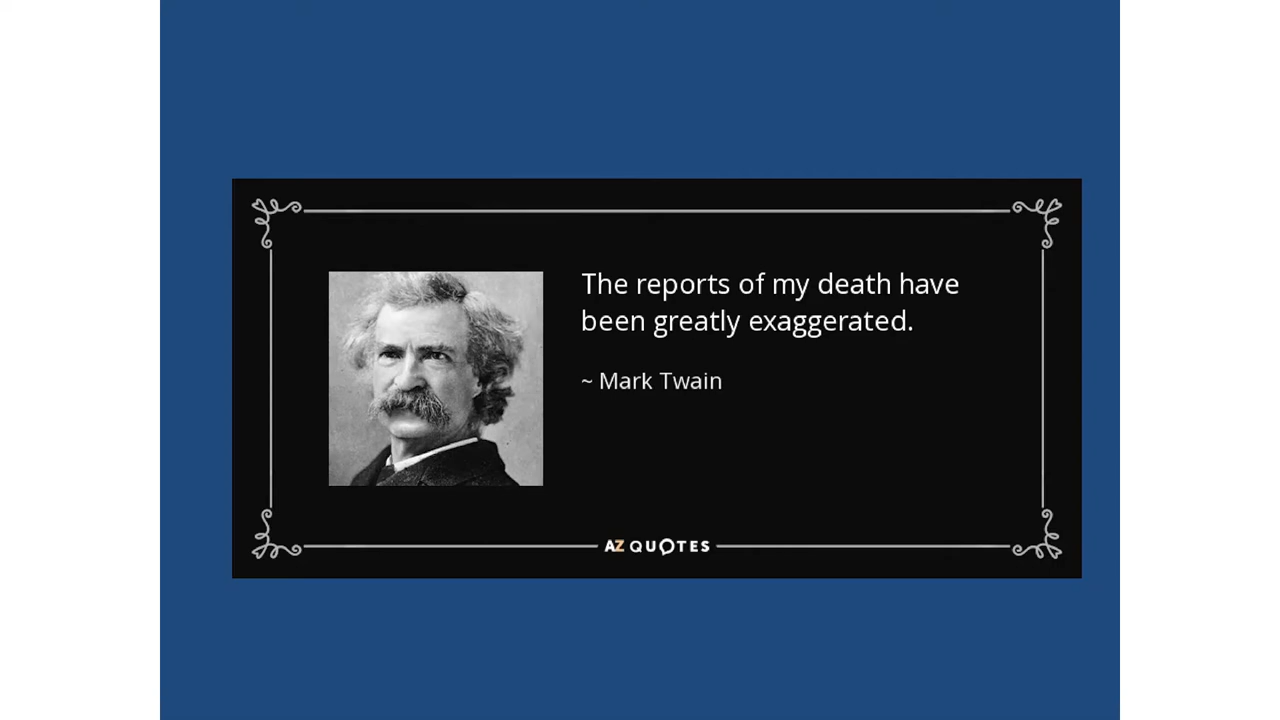 The reports of my death have
been greatly exaggerated.
~ Mark Twain
AZ QUOTES